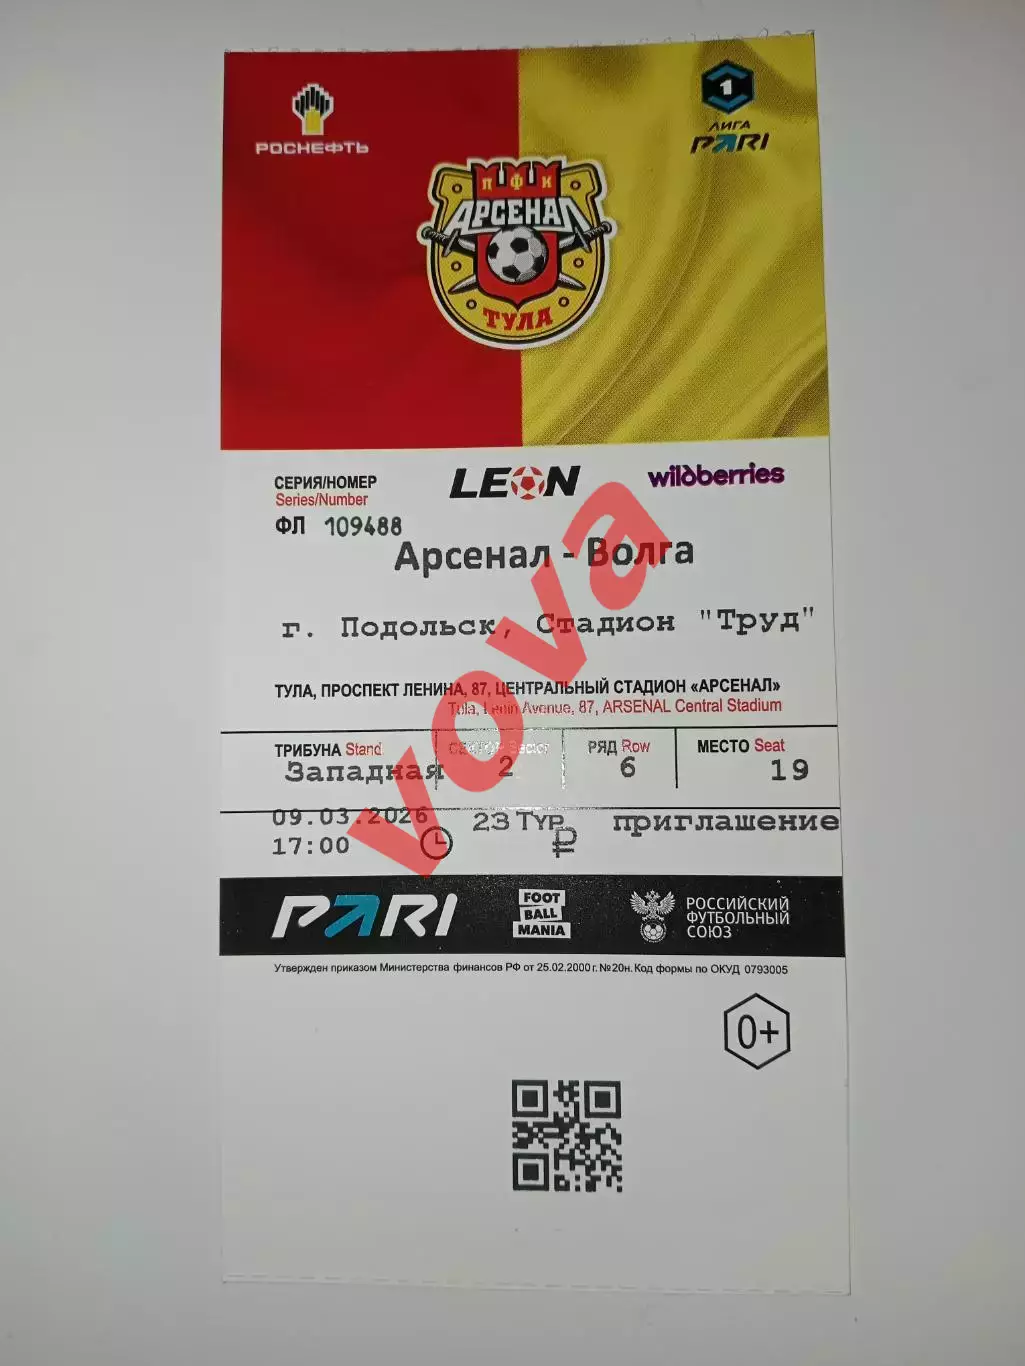 РОСНЕФТЬ
1
ЛИГА
PARI
ПФК
АРСЕНАЛ
ТУЛА
СЕРИЯ/НОМЕР
Series/Number
ФЛ 109488
LEON
wildberries
Арсенал - Волга
г. Подольск, Стадион "Труд"
ТУЛА, ПРОСПЕКТ ЛЕНИНА, 87, ЦЕНТРАЛЬНЫЙ СТАДИОН «АРСЕНАЛ»
Tula, Lenin Avenue, 87, ARSENAL Central Stadium
ТРИБУНА Stand
Западная
СЕКТОР Sector
2
РЯД Row
6
МЕСТО Seat
19
09.03.2026
17:00
23 ТУР
₽
приглашение
vova
PARI
FOOT
BALL
MANIA
РОССИЙСКИЙ
ФУТБОЛЬНЫЙ
СОЮЗ
Утвержден приказом Министерства финансов РФ от 25.02.2000 г. №20н. Код формы по ОКУД 0793005
0+